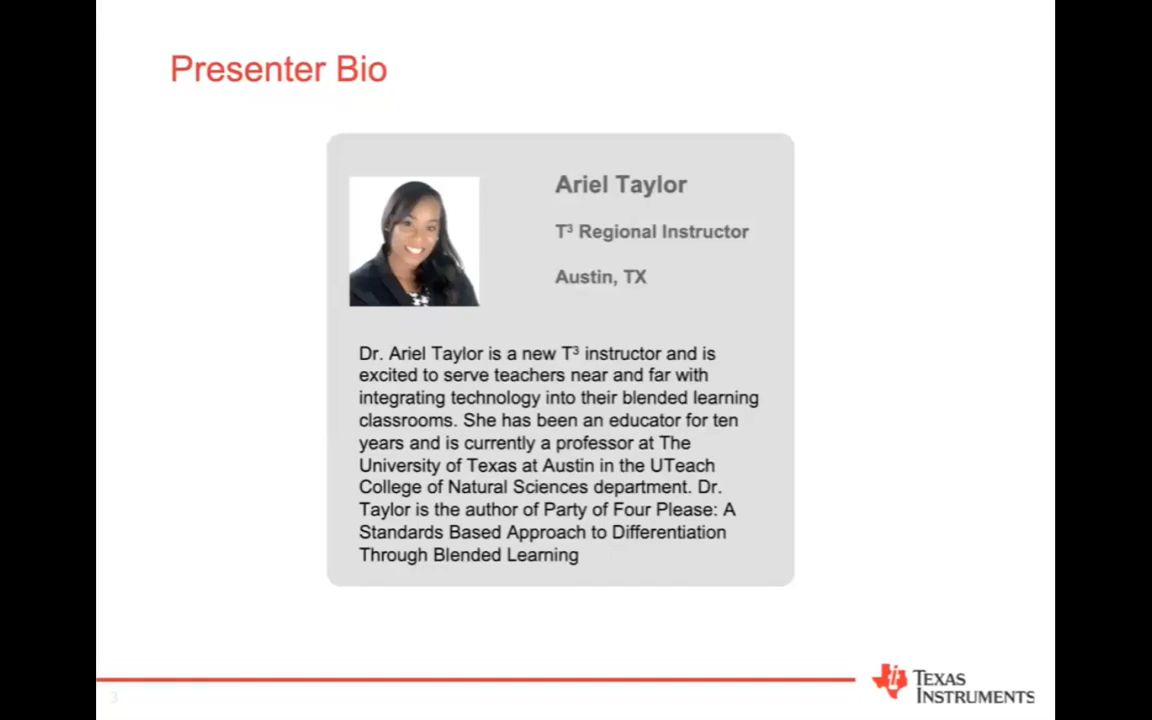 Presenter Bio
Ariel Taylor
T³ Regional Instructor
Austin, TX
Dr. Ariel Taylor is a new T³ instructor and is
excited to serve teachers near and far with
integrating technology into their blended learning
classrooms. She has been an educator for ten
years and is currently a professor at The
University of Texas at Austin in the UTeach
College of Natural Sciences department. Dr.
Taylor is the author of Party of Four Please: A
Standards Based Approach to Differentiation
Through Blended Learning
3
TEXAS
INSTRUMENTS